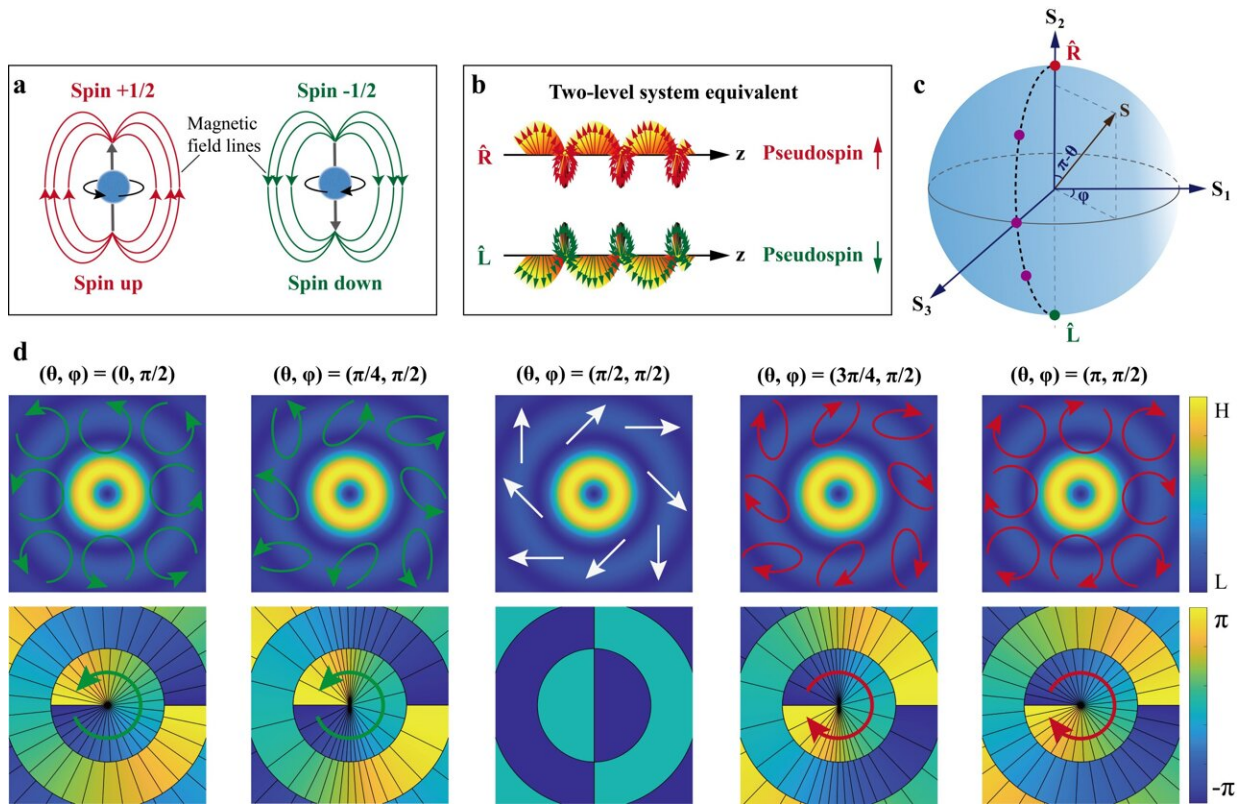 a
Spin +1/2
Spin -1/2
Magnetic
field lines
Spin up
Spin down
b
Two-level system equivalent
R̂
z
Pseudospin
L̂
z
Pseudospin
c
S₂
R̂
S
π-θ
φ
S₁
S₃
L̂
d
(θ, φ) = (0, π/2)
(θ, φ) = (π/4, π/2)
(θ, φ) = (π/2, π/2)
(θ, φ) = (3π/4, π/2)
(θ, φ) = (π, π/2)
H
L
π
-π